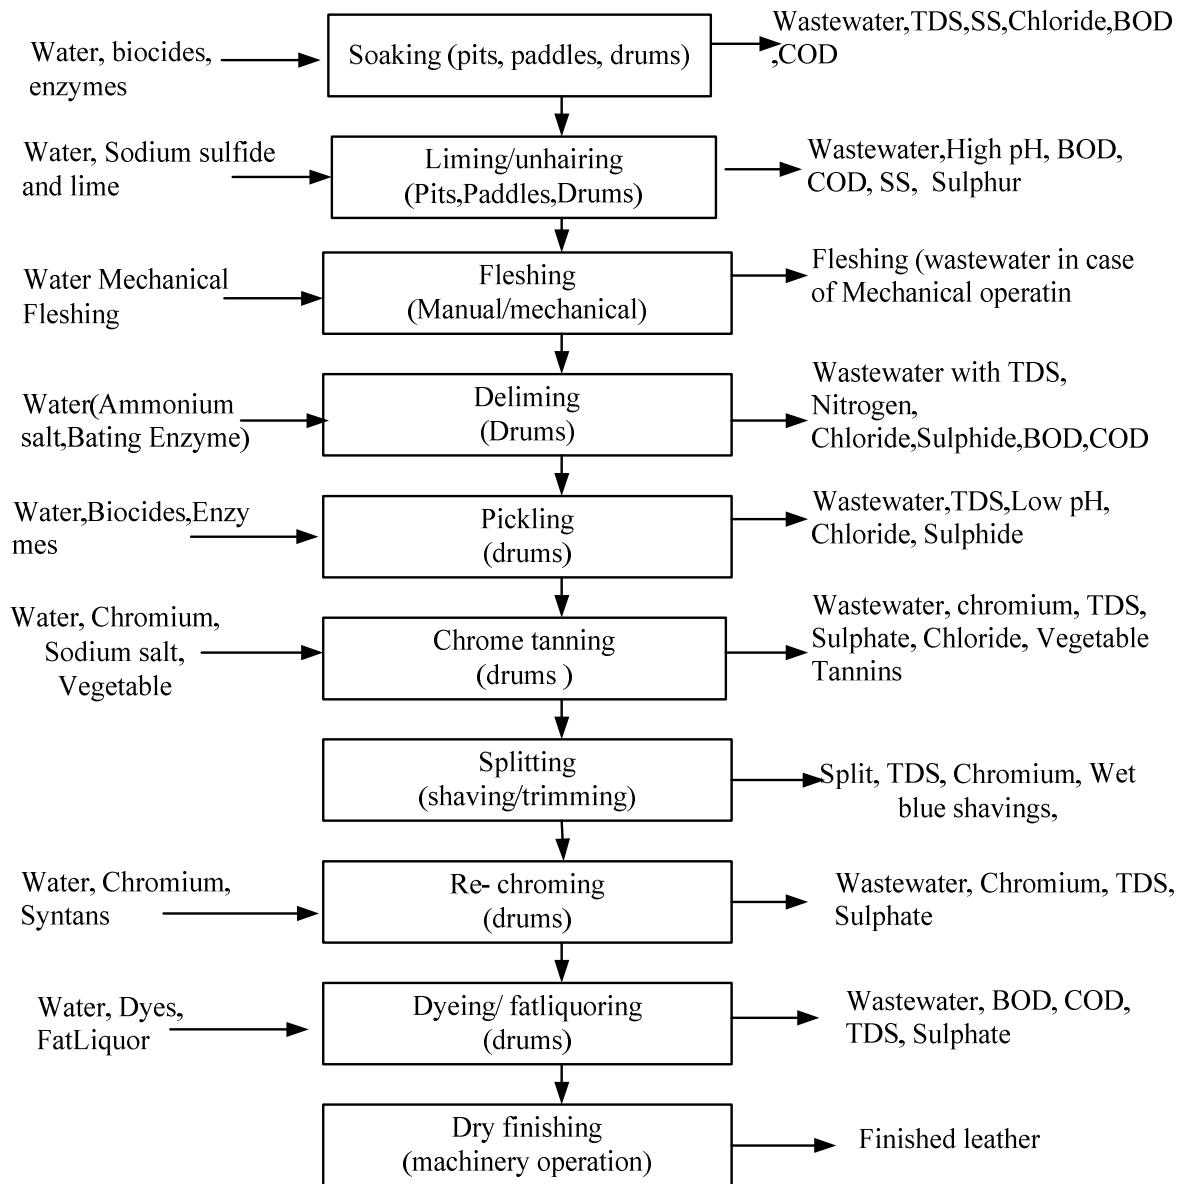 Water, biocides,
enzymes
Soaking (pits, paddles, drums)
Wastewater,TDS,SS,Chloride,BOD
,COD
Water, Sodium sulfide
and lime
Liming/unhairing
(Pits,Paddles,Drums)
Wastewater,High pH, BOD,
COD, SS, Sulphur
Water Mechanical
Fleshing
Fleshing
(Manual/mechanical)
Fleshing (wastewater in case
of Mechanical operatin
Water(Ammonium
salt,Bating Enzyme)
Deliming
(Drums)
Wastewater with TDS,
Nitrogen,
Chloride,Sulphide,BOD,COD
Water,Biocides,Enzy
mes
Pickling
(drums)
Wastewater,TDS,Low pH,
Chloride, Sulphide
Water, Chromium,
Sodium salt,
Vegetable
Chrome tanning
(drums )
Wastewater, chromium, TDS,
Sulphate, Chloride, Vegetable
Tannins
Splitting
(shaving/trimming)
Split, TDS, Chromium, Wet
blue shavings,
Water, Chromium,
Syntans
Re- chroming
(drums)
Wastewater, Chromium, TDS,
Sulphate
Water, Dyes,
FatLiquor
Dyeing/ fatliquoring
(drums)
Wastewater, BOD, COD,
TDS, Sulphate
Dry finishing
(machinery operation)
Finished leather